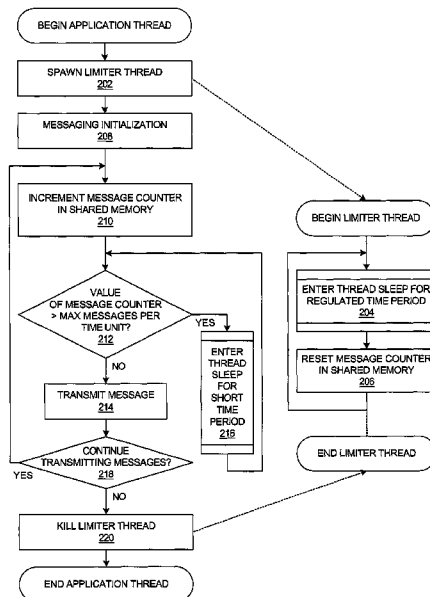 BEGIN APPLICATION THREAD
SPAWN LIMITER THREAD
202
MESSAGING INITIALIZATION
208
INCREMENT MESSAGE COUNTER
IN SHARED MEMORY
210
VALUE
OF MESSAGE COUNTER
> MAX MESSAGES PER
TIME UNIT?
212
YES
NO
ENTER
THREAD
SLEEP
FOR
SHORT
TIME
PERIOD
216
TRANSMIT MESSAGE
214
CONTINUE
TRANSMITTING MESSAGES?
218
YES
NO
KILL LIMITER THREAD
220
END APPLICATION THREAD
BEGIN LIMITER THREAD
ENTER THREAD SLEEP FOR
REGULATED TIME PERIOD
204
RESET MESSAGE COUNTER
IN SHARED MEMORY
206
END LIMITER THREAD